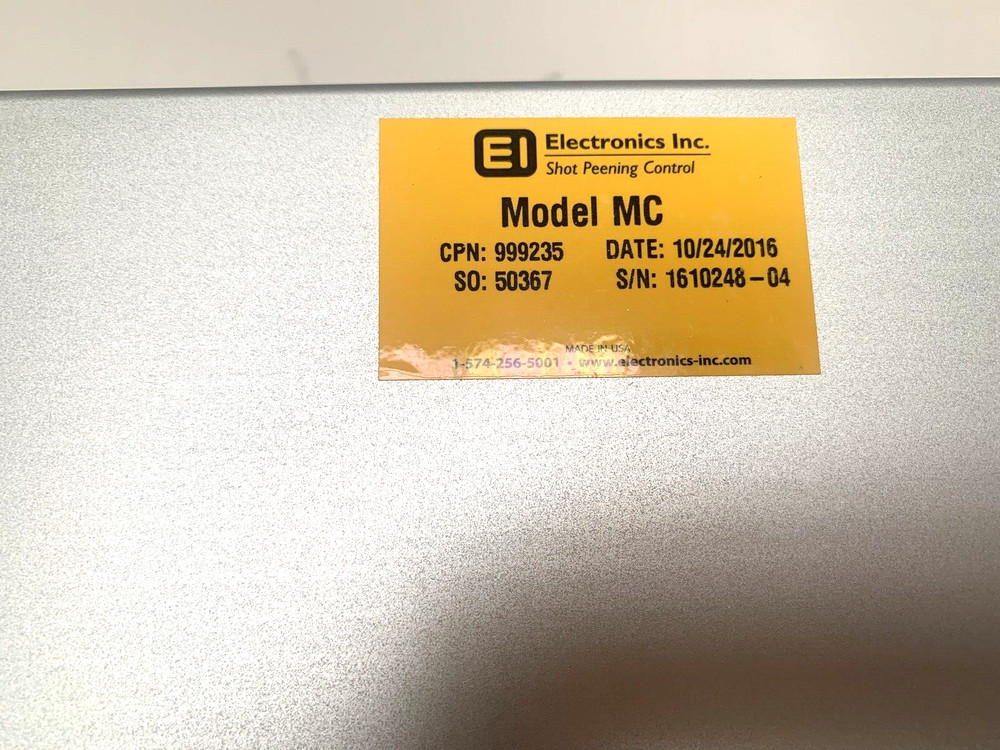 EI Electronics Inc.
Shot Peening Control
Model MC
CPN: 999235 DATE: 10/24/2016
SO: 50367 S/N: 1610248-04
MADE IN USA
1-574-256-5001 • www.electronics-inc.com